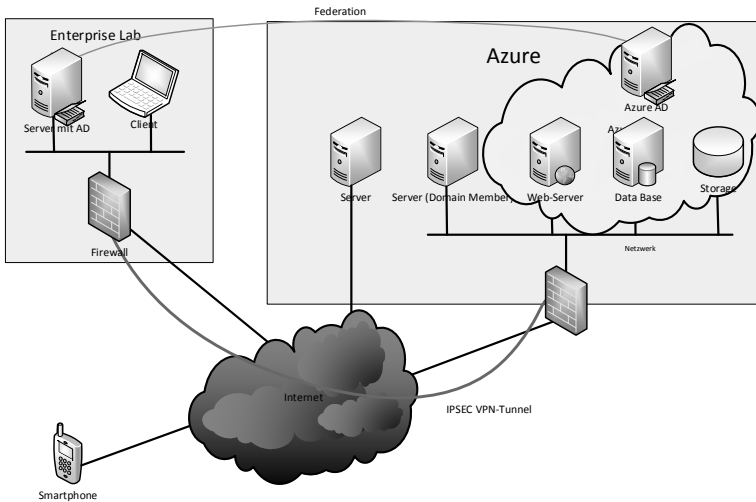 Federation
Enterprise Lab
Azure
Server mit AD
Client
Azure AD
Server
Server (Domain Member)
Web-Server
Data Base
Storage
Firewall
Netzwerk
Internet
IPSEC VPN-Tunnel
Smartphone